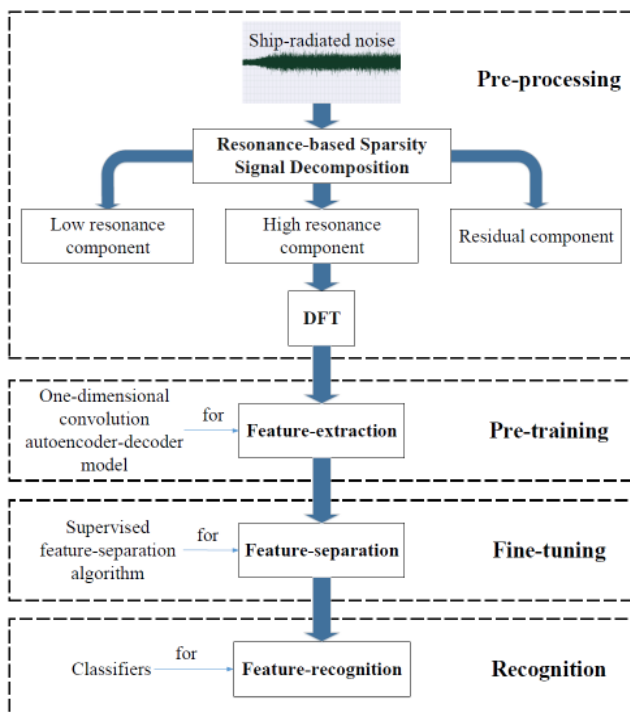 Ship-radiated noise
Pre-processing
Resonance-based Sparsity
Signal Decomposition
Low resonance
component
High resonance
component
Residual component
DFT
One-dimensional
convolution
autoencoder-decoder
model
for
Feature-extraction
Pre-training
Supervised
feature-separation
algorithm
for
Feature-separation
Fine-tuning
Classifiers
for
Feature-recognition
Recognition